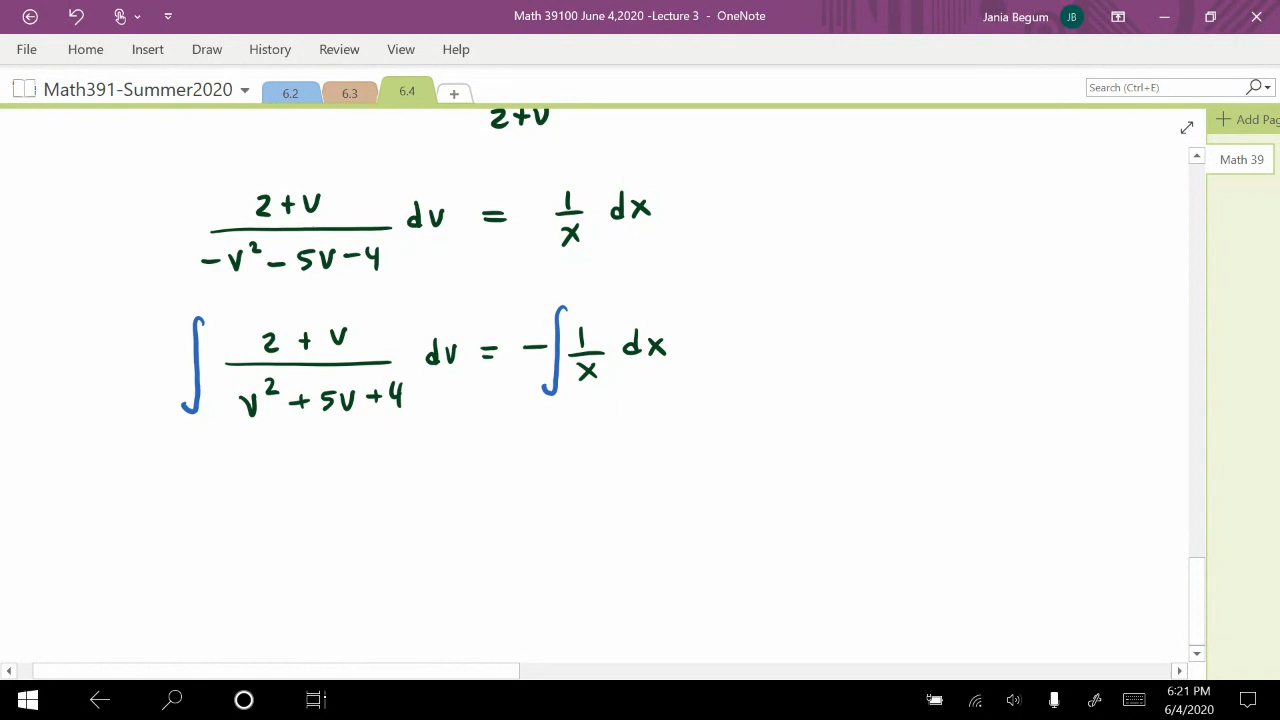 Math 39100 June 4,2020 -Lecture 3 - OneNote
Jania Begum JB
File Home Insert Draw History Review View Help
Math391-Summer2020 6.2 6.3 6.4 +
Search (Ctrl+E)
Add Pag
Math 39
2+v
2+v
dv = 1/x dx
-v² - 5v - 4
∫ 2 + v
dv = -∫ 1/x dx
v² + 5v + 4
6:21 PM
6/4/2020